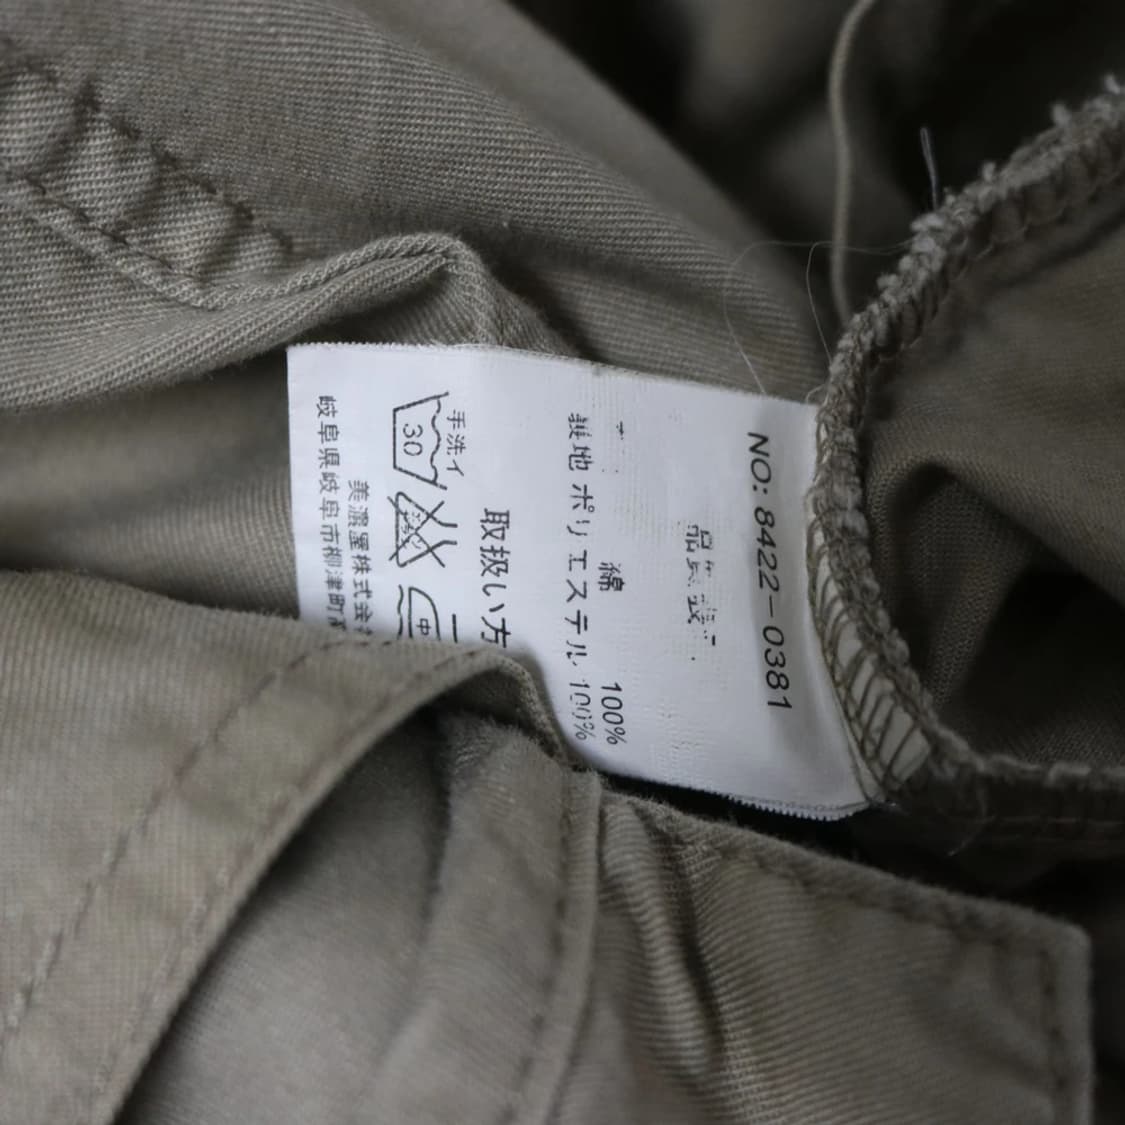 NO: 8422-0381
品質表示
綿 100%
裏地 ポリエステル 100%
取扱い方
手洗イ
30
中
美濃屋株式会
岐阜県岐阜市柳津町